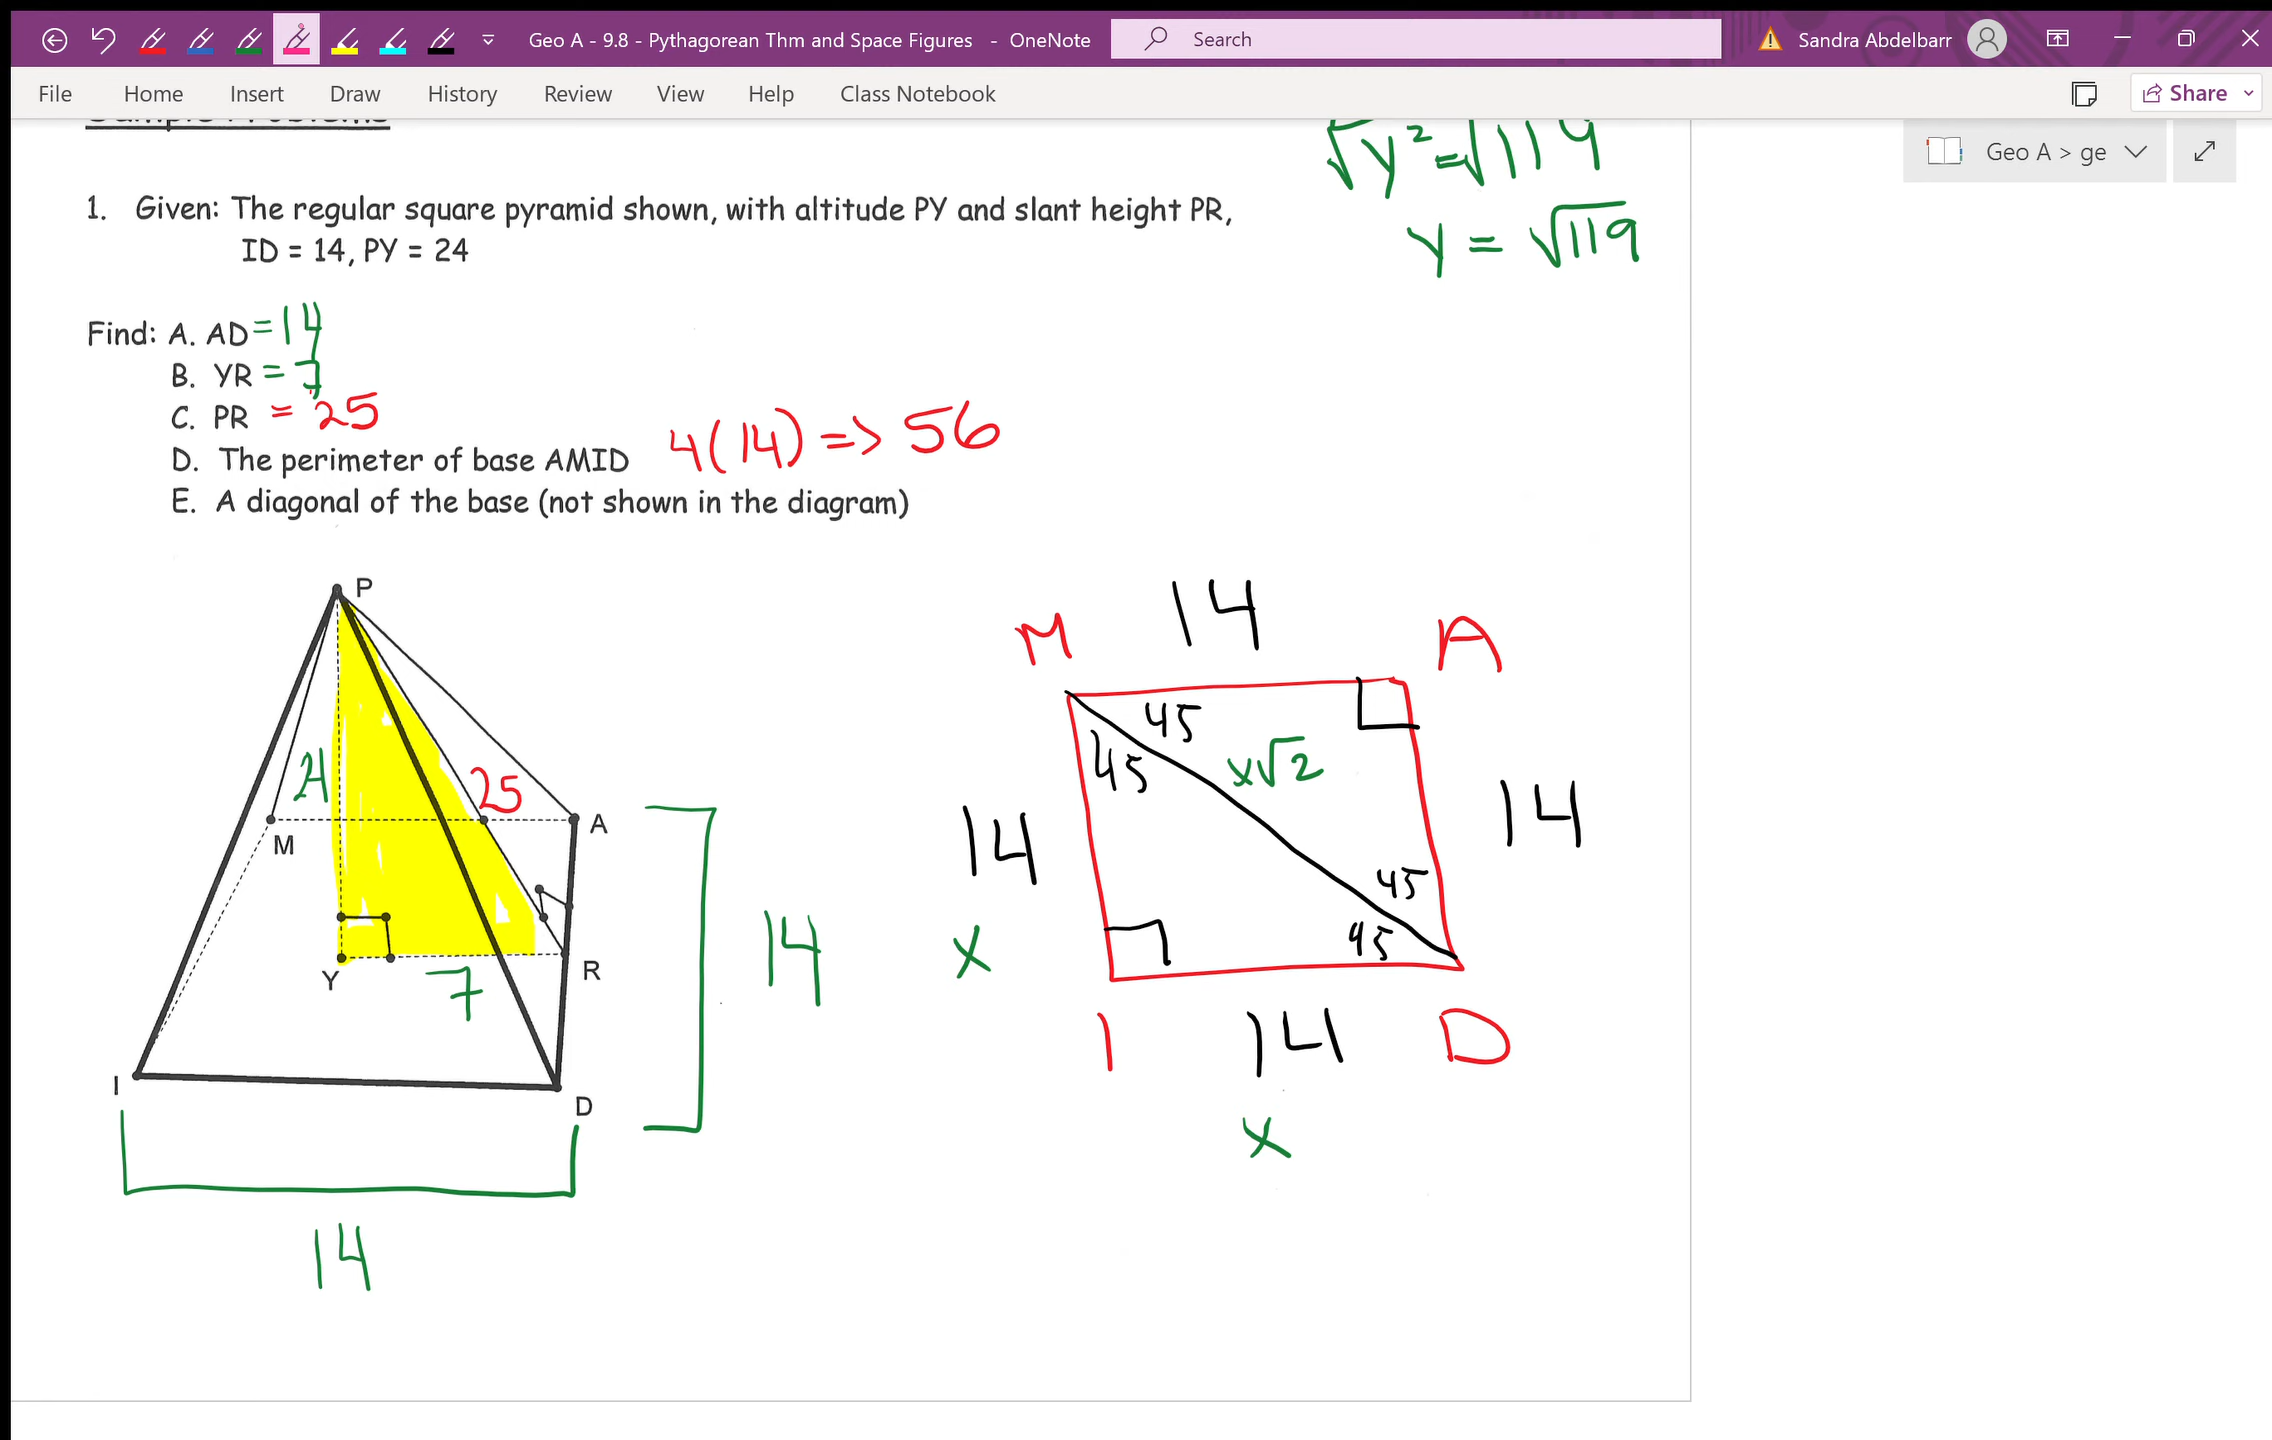 Geo A - 9.8 - Pythagorean Thm and Space Figures - OneNote
Search
Sandra Abdelbarr
File Home Insert Draw History Review View Help Class Notebook
Share
Geo A > ge
Sample Problems
√y² = √119
y = √119
1. Given: The regular square pyramid shown, with altitude PY and slant height PR,
ID = 14, PY = 24
Find: A. AD = 14
B. YR = 7
C. PR = 25
D. The perimeter of base AMID 4(14) => 56
E. A diagonal of the base (not shown in the diagram)
P
25
M
A
Y
R
7
I
D
14
14
14
M
A
45
45
x√2
14
14
45
45
x
I
14
D
x